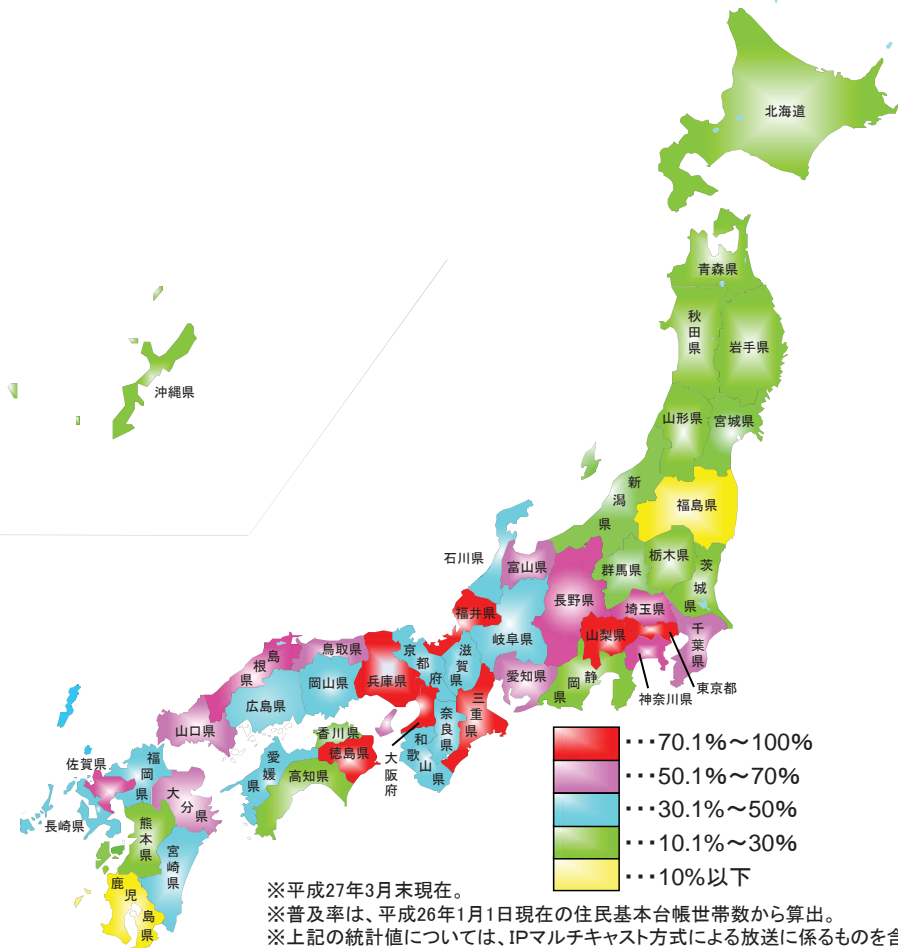 北海道
青森県
秋田県
岩手県
沖縄県
山形県
宮城県
新潟県
福島県
石川県
富山県
群馬県
栃木県
茨城県
長野県
埼玉県
福井県
岐阜県
山梨県
千葉県
東京都
神奈川県
島根県
鳥取県
京都府
滋賀県
愛知県
静岡県
兵庫県
岡山県
広島県
三重県
奈良県
山口県
香川県
徳島県
大阪府
和歌山県
佐賀県
福岡県
愛媛県
高知県
大分県
長崎県
熊本県
宮崎県
鹿児島県
･･･70.1%～100%
･･･50.1%～70%
･･･30.1%～50%
･･･10.1%～30%
･･･10%以下
※平成27年3月末現在。
※普及率は、平成26年1月1日現在の住民基本台帳世帯数から算出。
※上記の統計値については、IPマルチキャスト方式による放送に係るものを含